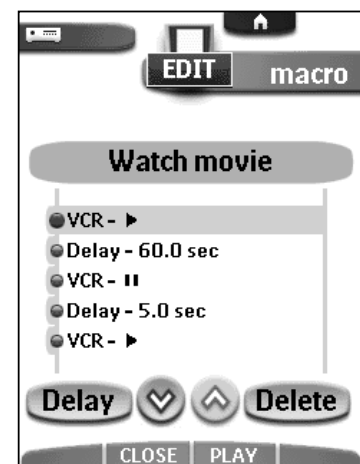 EDIT
macro
Watch movie
VCR - ▶
Delay - 60.0 sec
VCR - ⏸
Delay - 5.0 sec
VCR - ▶
Delay Delete
CLOSE PLAY